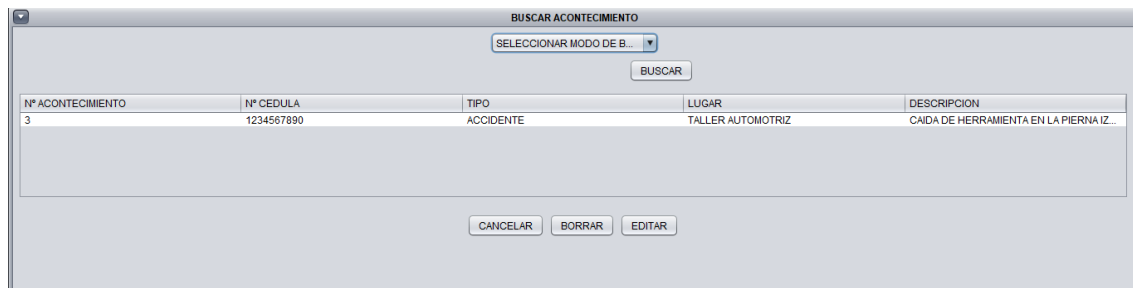 BUSCAR ACONTECIMIENTO
SELECCIONAR MODO DE B...
BUSCAR
Nº ACONTECIMIENTO Nº CEDULA TIPO LUGAR DESCRIPCION
3 1234567890 ACCIDENTE TALLER AUTOMOTRIZ CAIDA DE HERRAMIENTA EN LA PIERNA IZ...
CANCELAR BORRAR EDITAR